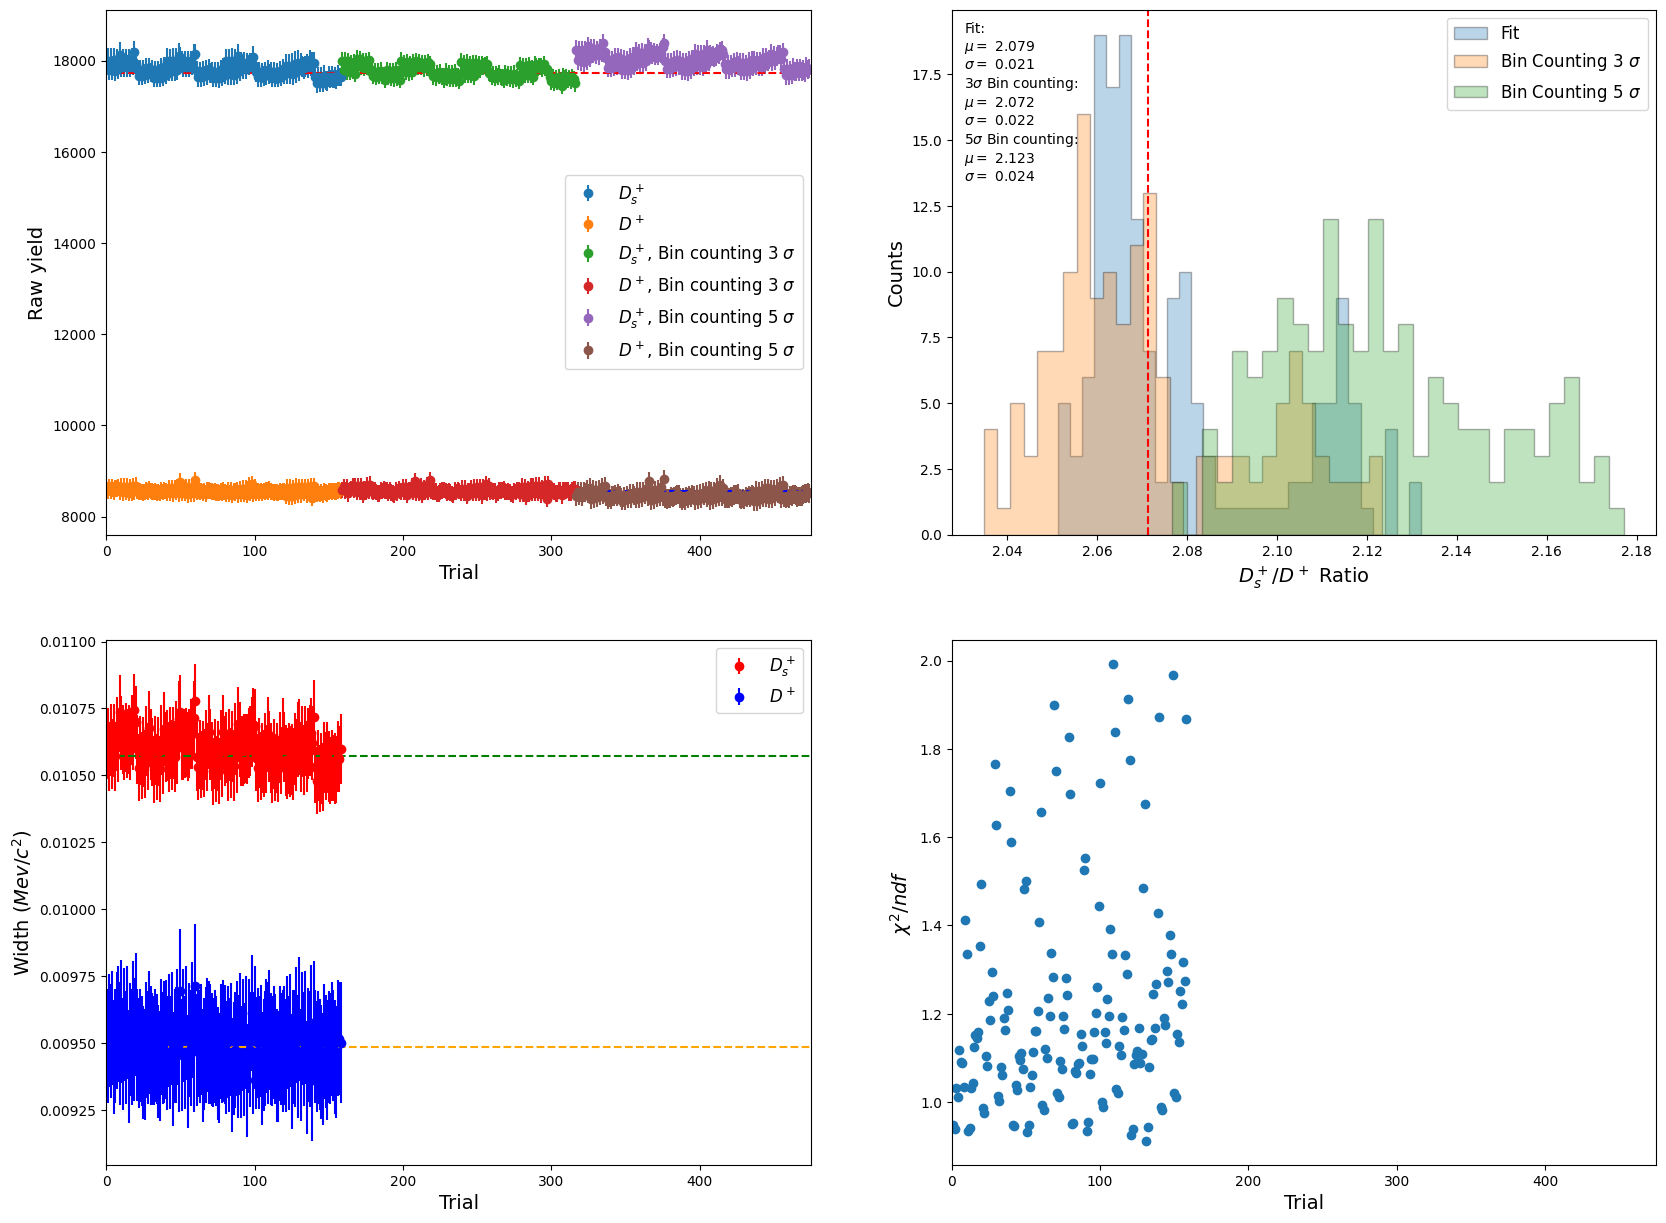 18000
16000
14000
12000
10000
8000
Raw yield
0
100
200
300
400
Trial
$D_s^+$
$D^+$
$D_s^+$, Bin counting 3 σ
$D^+$, Bin counting 3 σ
$D_s^+$, Bin counting 5 σ
$D^+$, Bin counting 5 σ
17.5
15.0
12.5
10.0
7.5
5.0
2.5
0.0
Counts
Fit:
μ = 2.079
σ = 0.021
3σ Bin counting:
μ = 2.072
σ = 0.022
5σ Bin counting:
μ = 2.123
σ = 0.024
Fit
Bin Counting 3 σ
Bin Counting 5 σ
2.04
2.06
2.08
2.10
2.12
2.14
2.16
2.18
$D_s^+/D^+$ Ratio
0.01100
0.01075
0.01050
0.01025
0.01000
0.00975
0.00950
0.00925
Width ($Mev/c^2$)
$D_s^+$
$D^+$
0
100
200
300
400
Trial
2.0
1.8
1.6
1.4
1.2
1.0
$χ^2/ndf$
0
100
200
300
400
Trial